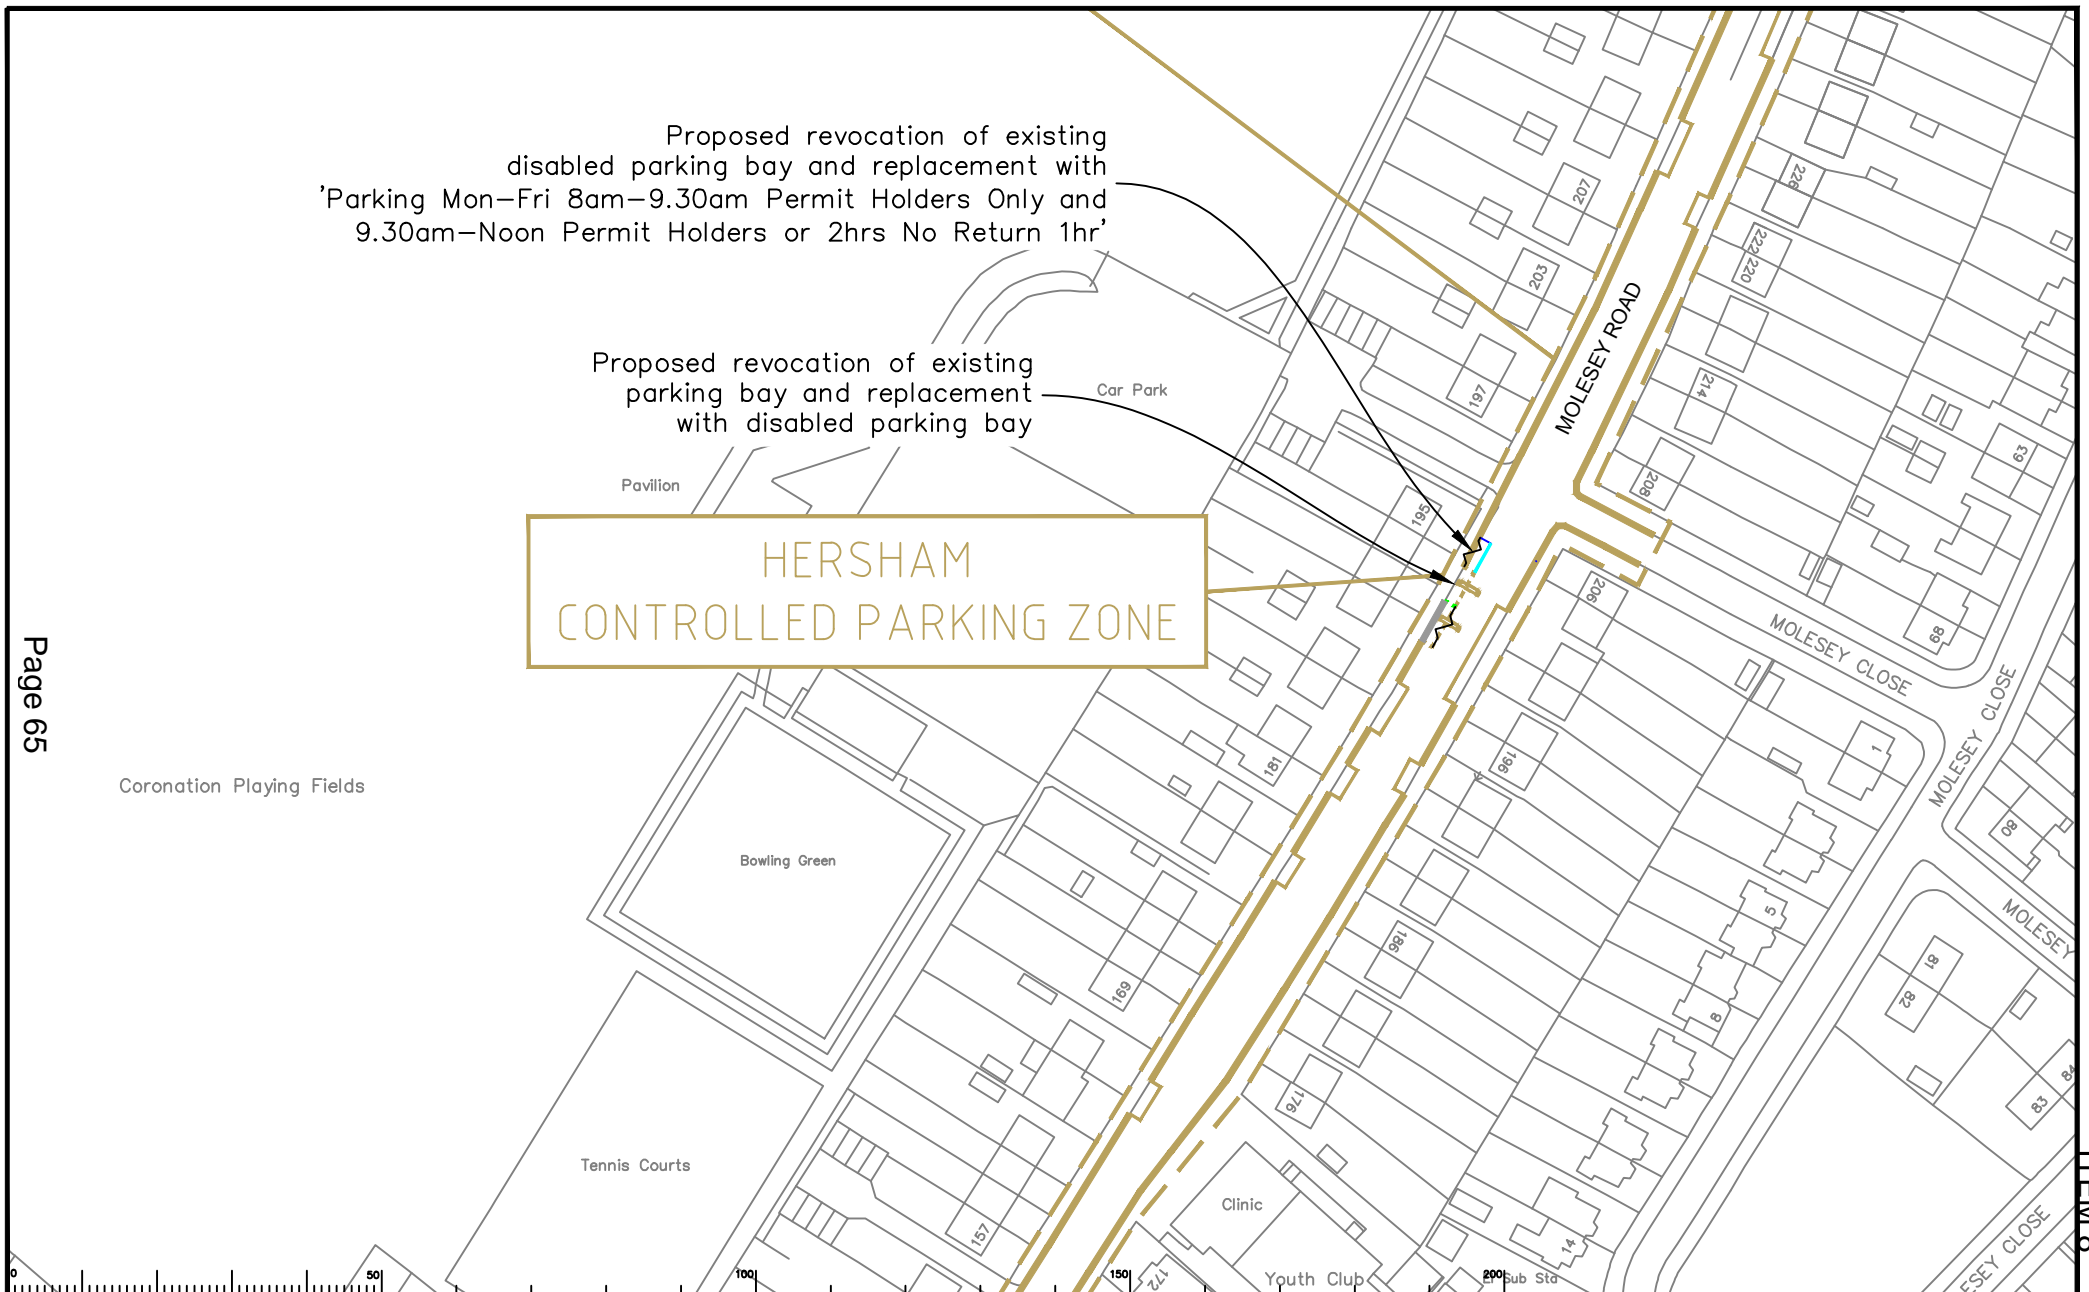 Proposed revocation of existing
disabled parking bay and replacement with
'Parking Mon-Fri 8am-9.30am Permit Holders Only and
9.30am-Noon Permit Holders or 2hrs No Return 1hr'
Proposed revocation of existing
parking bay and replacement
with disabled parking bay
Car Park
Pavilion
HERSHAM
CONTROLLED PARKING ZONE
Page 65
Coronation Playing Fields
Bowling Green
Tennis Courts
Clinic
Youth Club
El Sub Sta
MOLESEY ROAD
MOLESEY CLOSE
MOLESEY CLOSE
MOLESEY
ESEY CLOSE
207
203
197
195
181
169
157
226
222
220
214
208
206
196
186
176
172
63
68
1
80
5
8
81
82
84
83
14
0
50
100
150
200